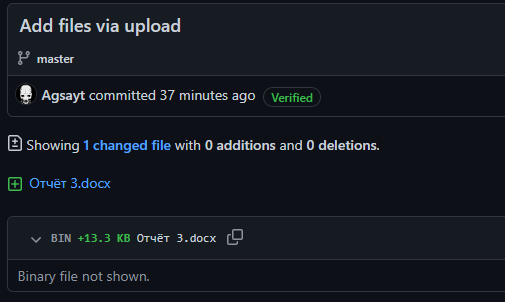 Add files via upload
master
Agsayt committed 37 minutes ago Verified
Showing 1 changed file with 0 additions and 0 deletions.
Отчёт 3.docx
BIN +13.3 KB Отчёт 3.docx
Binary file not shown.